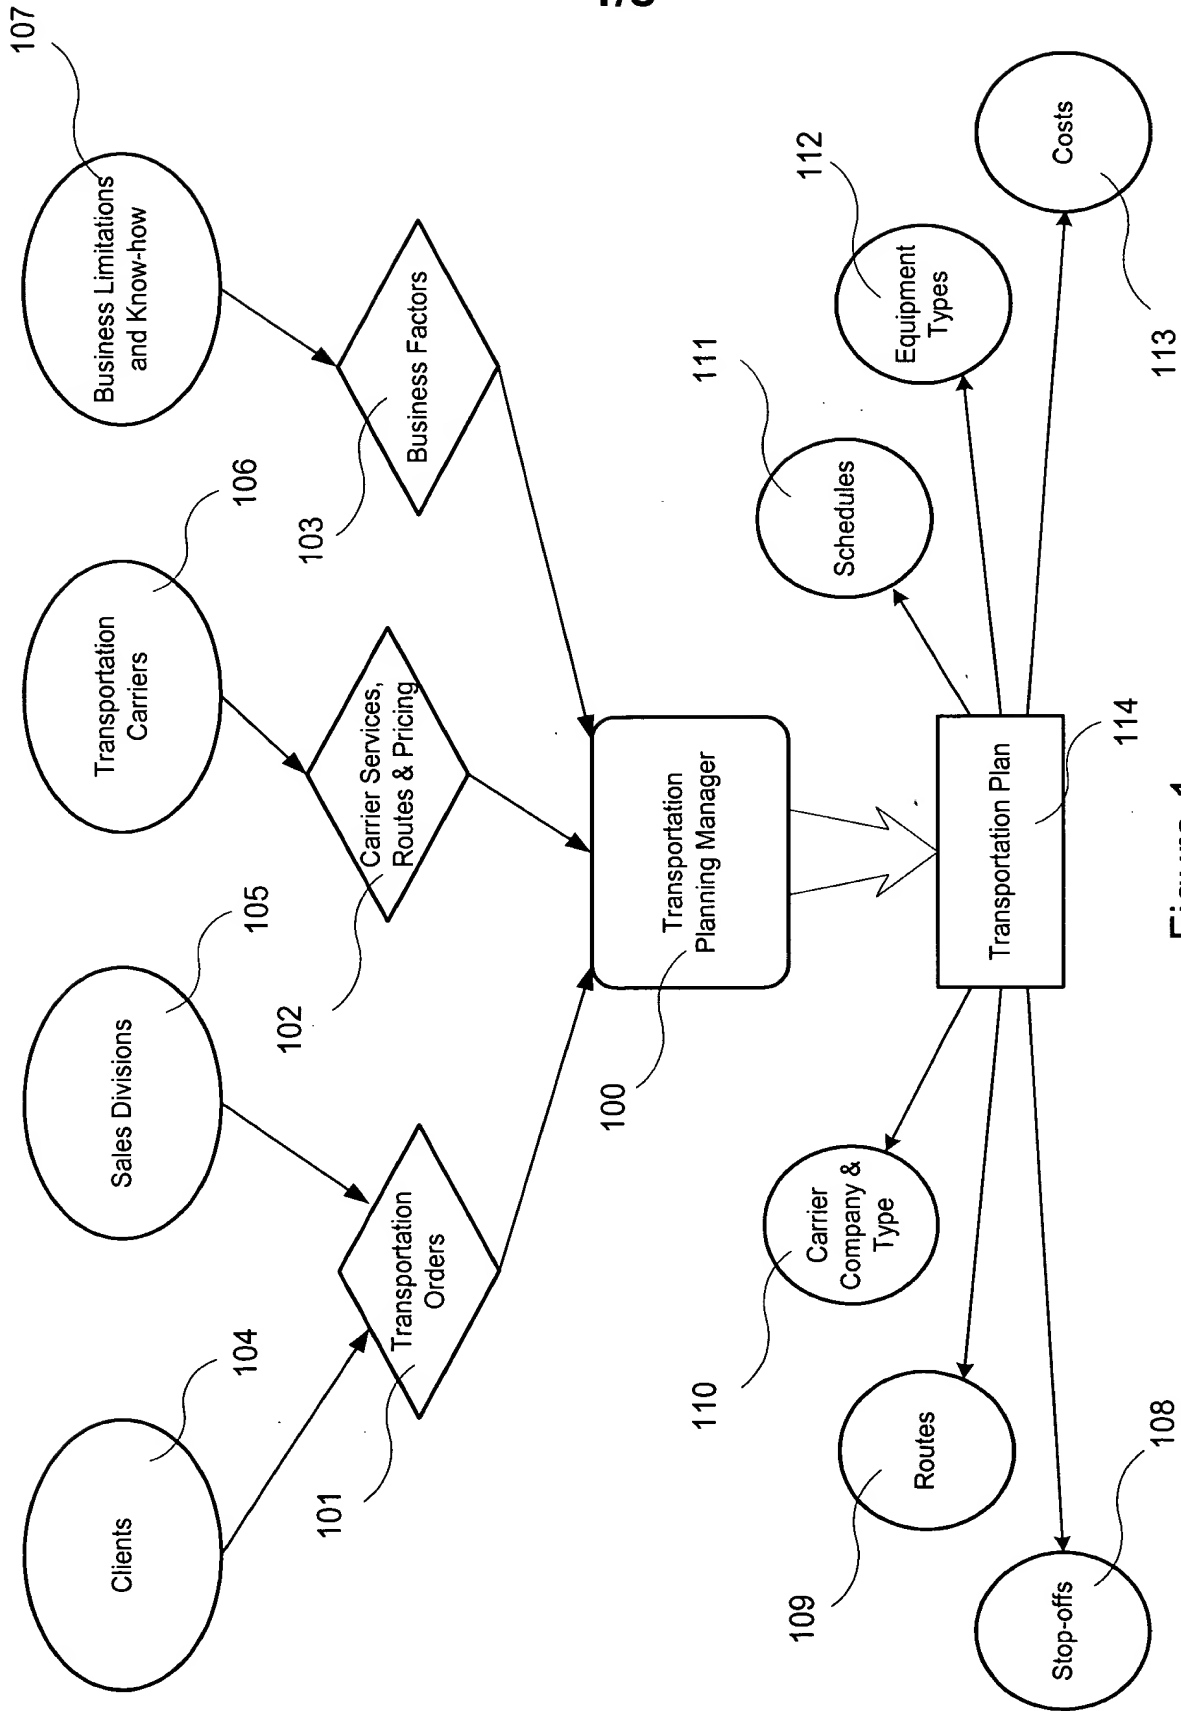 107
Clients
104
Sales Divisions
105
Transportation
Carriers
106
Business Limitations
and Know-how
101
Transportation
Orders
102
Carrier Services,
Routes & Pricing
103
Business Factors
100
Transportation
Planning Manager
110
Carrier
Company &
Type
111
Schedules
109
Routes
112
Equipment
Types
Transportation Plan
114
Stop-offs
108
Costs
113
Figure 1